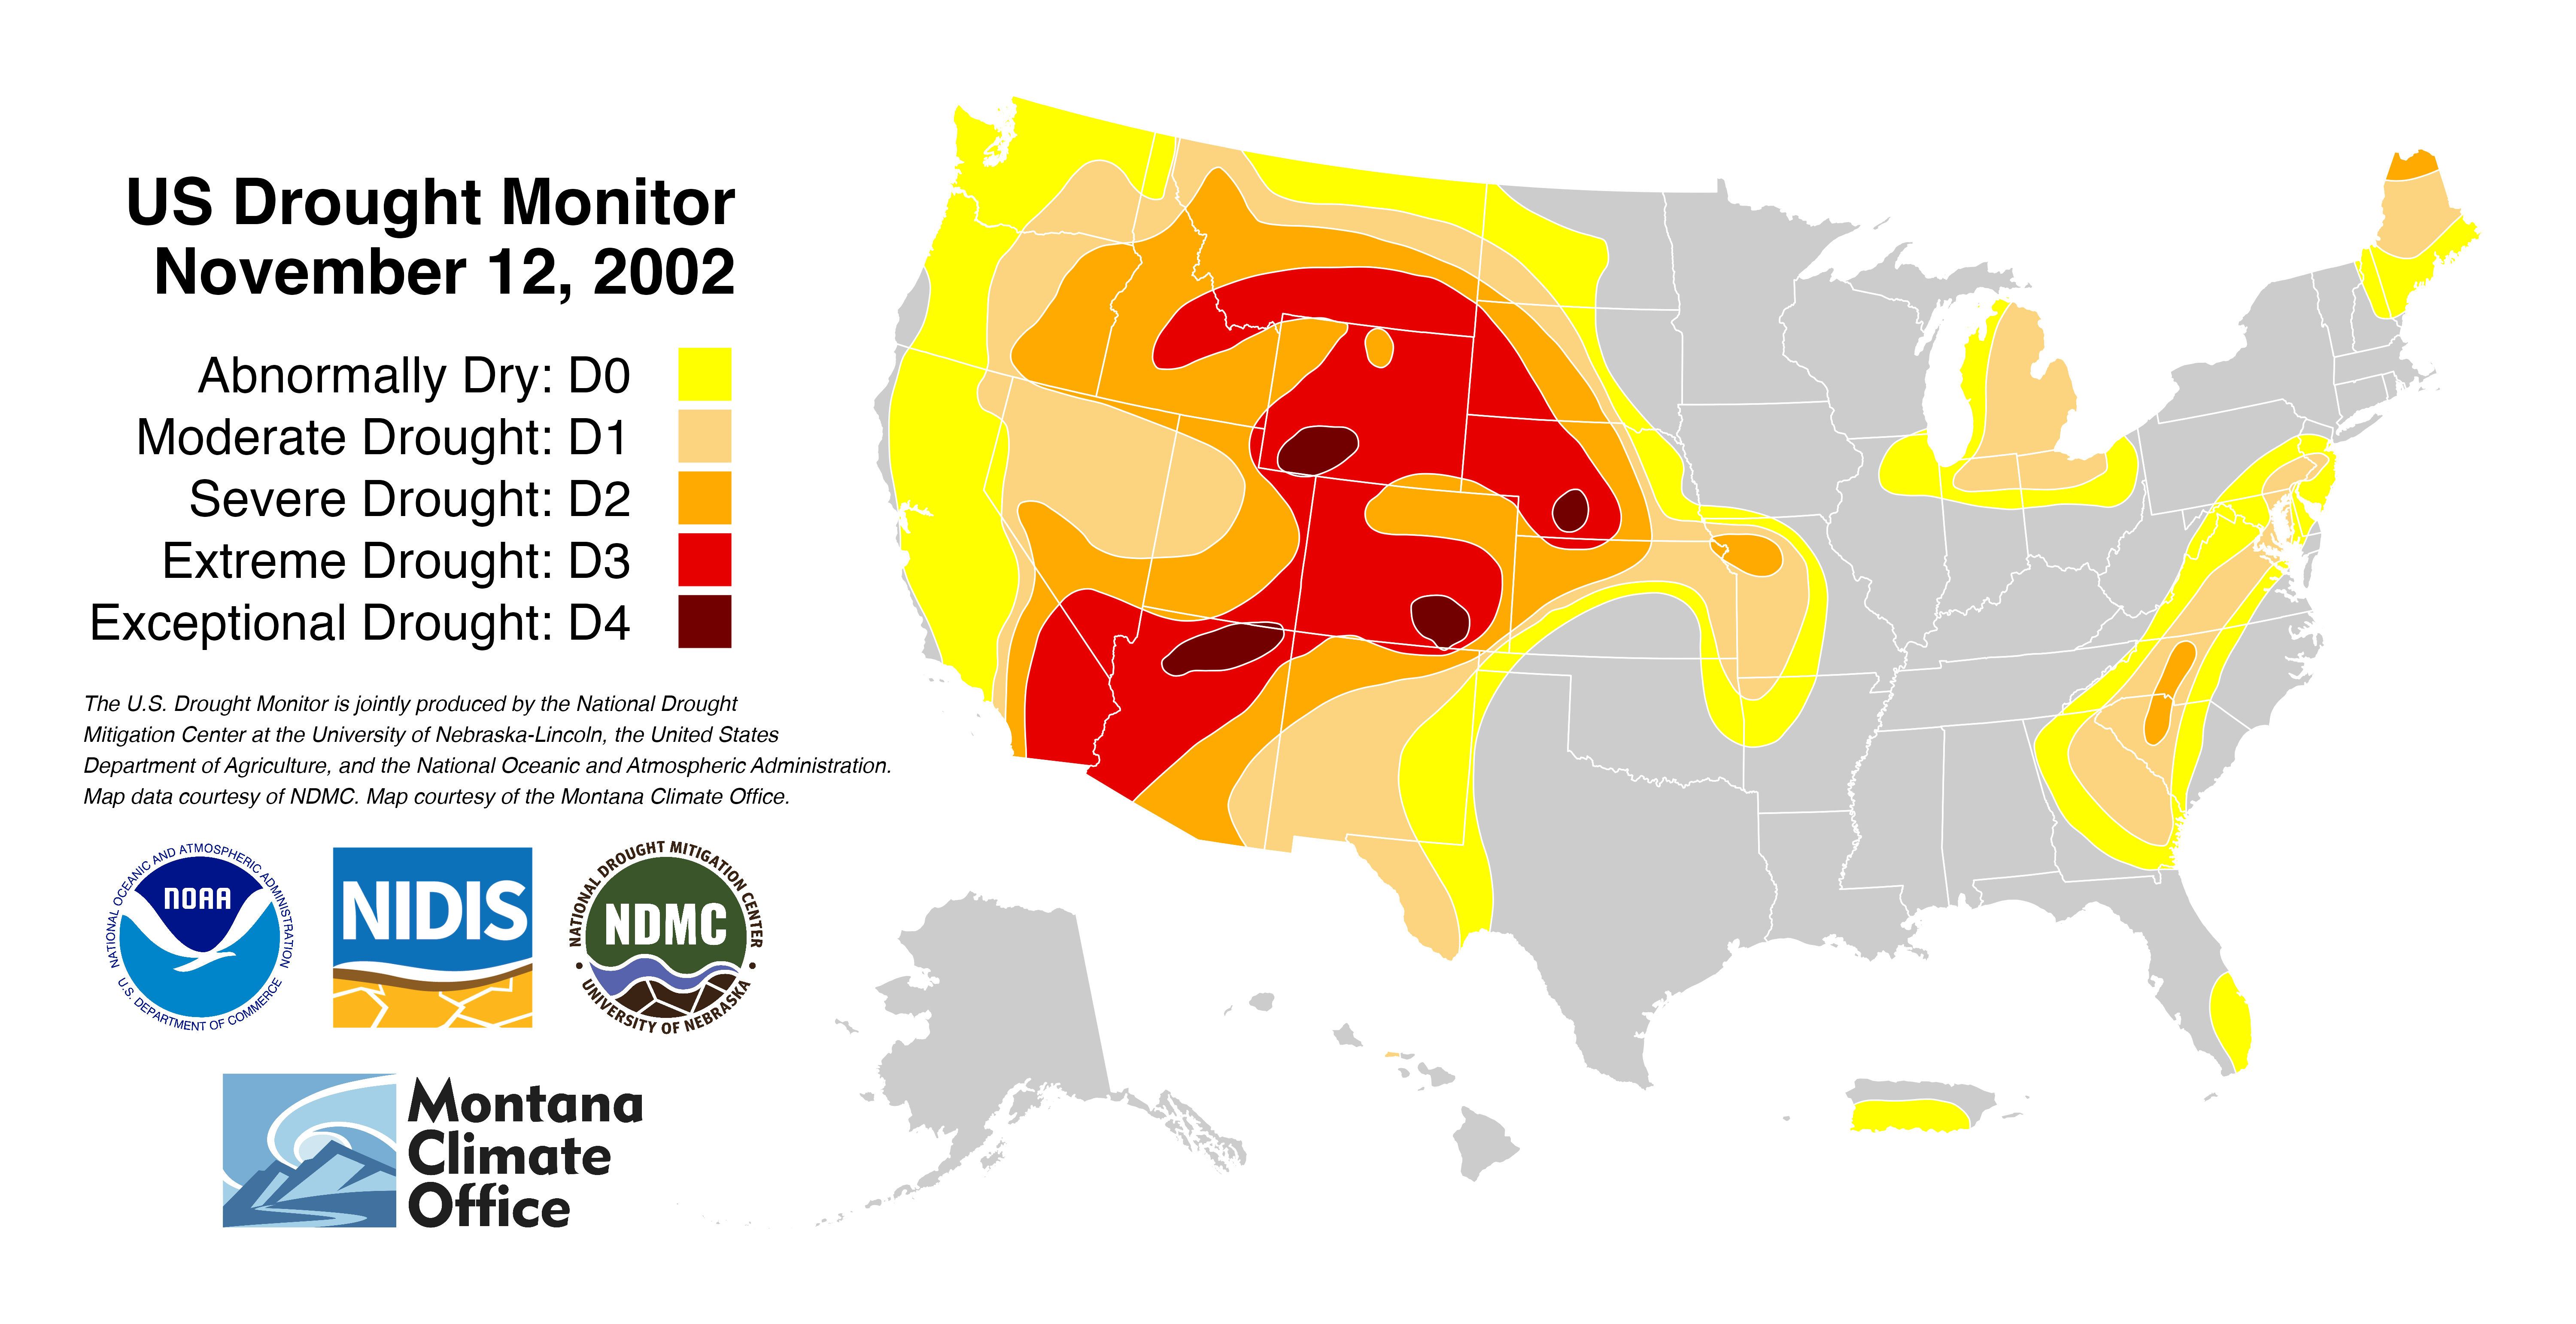 US Drought Monitor
November 12, 2002
Abnormally Dry: D0
Moderate Drought: D1
Severe Drought: D2
Extreme Drought: D3
Exceptional Drought: D4
The U.S. Drought Monitor is jointly produced by the National Drought
Mitigation Center at the University of Nebraska-Lincoln, the United States
Department of Agriculture, and the National Oceanic and Atmospheric Administration.
Map data courtesy of NDMC. Map courtesy of the Montana Climate Office.
NATIONAL OCEANIC AND ATMOSPHERIC ADMINISTRATION
NOAA
U.S. DEPARTMENT OF COMMERCE
NIDIS
NATIONAL DROUGHT MITIGATION CENTER
NDMC
UNIVERSITY OF NEBRASKA
Montana
Climate
Office